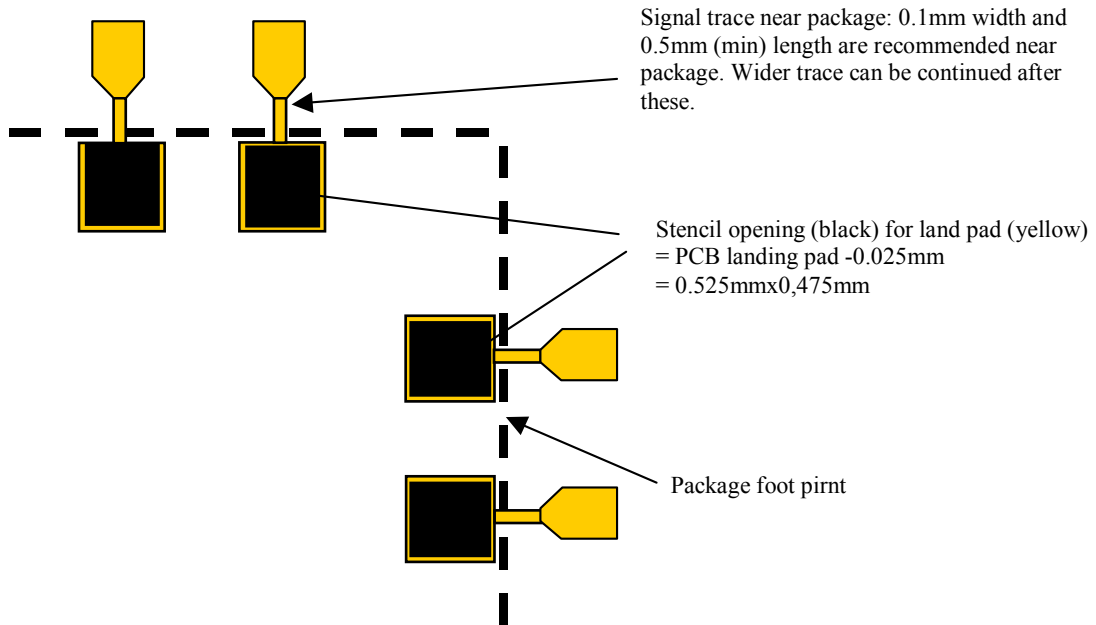 Signal trace near package: 0.1mm width and
0.5mm (min) length are recommended near
package. Wider trace can be continued after
these.
Stencil opening (black) for land pad (yellow)
= PCB landing pad -0.025mm
= 0.525mmx0,475mm
Package foot pirnt